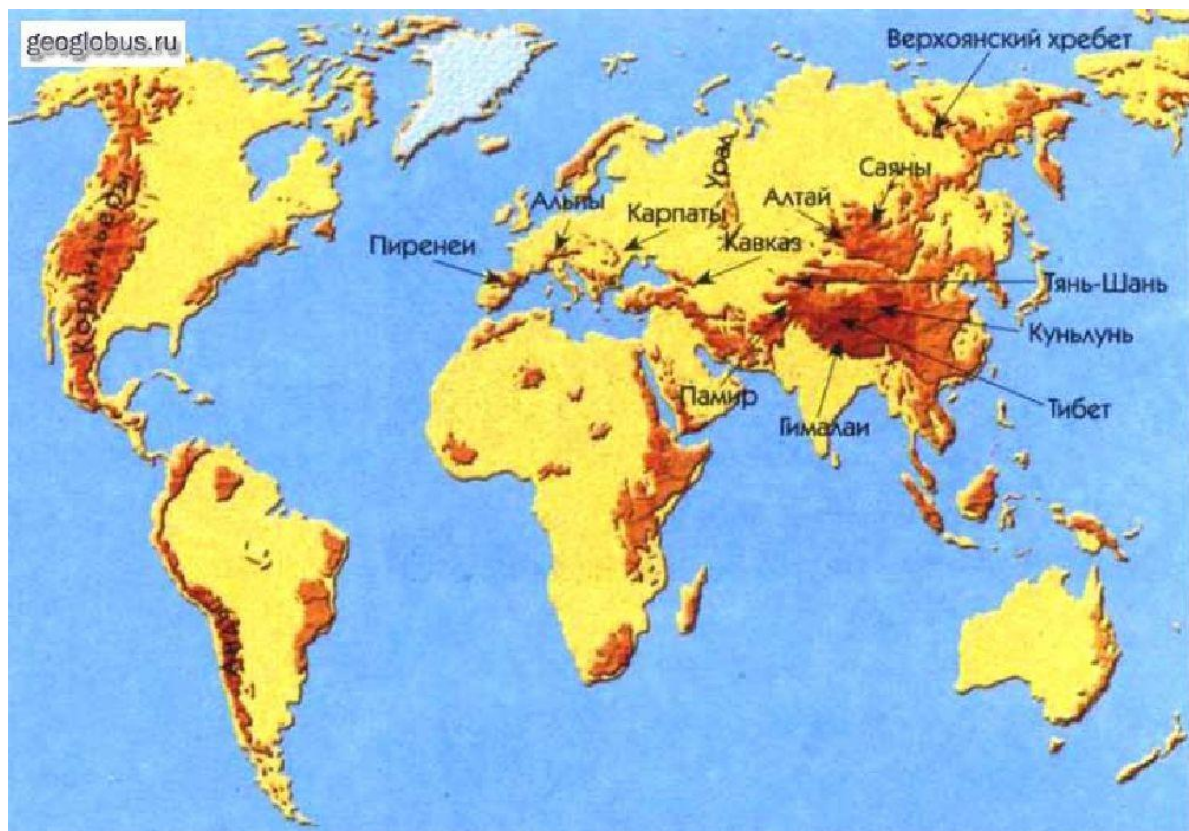 geoglobus.ru
Верхоянский хребет
Урал
Саяны
Альпы
Алтай
Карпаты
Пиренеи
Кавказ
Кордильеры
Тянь-Шань
Куньлунь
Памир
Тибет
Гималаи
Анды